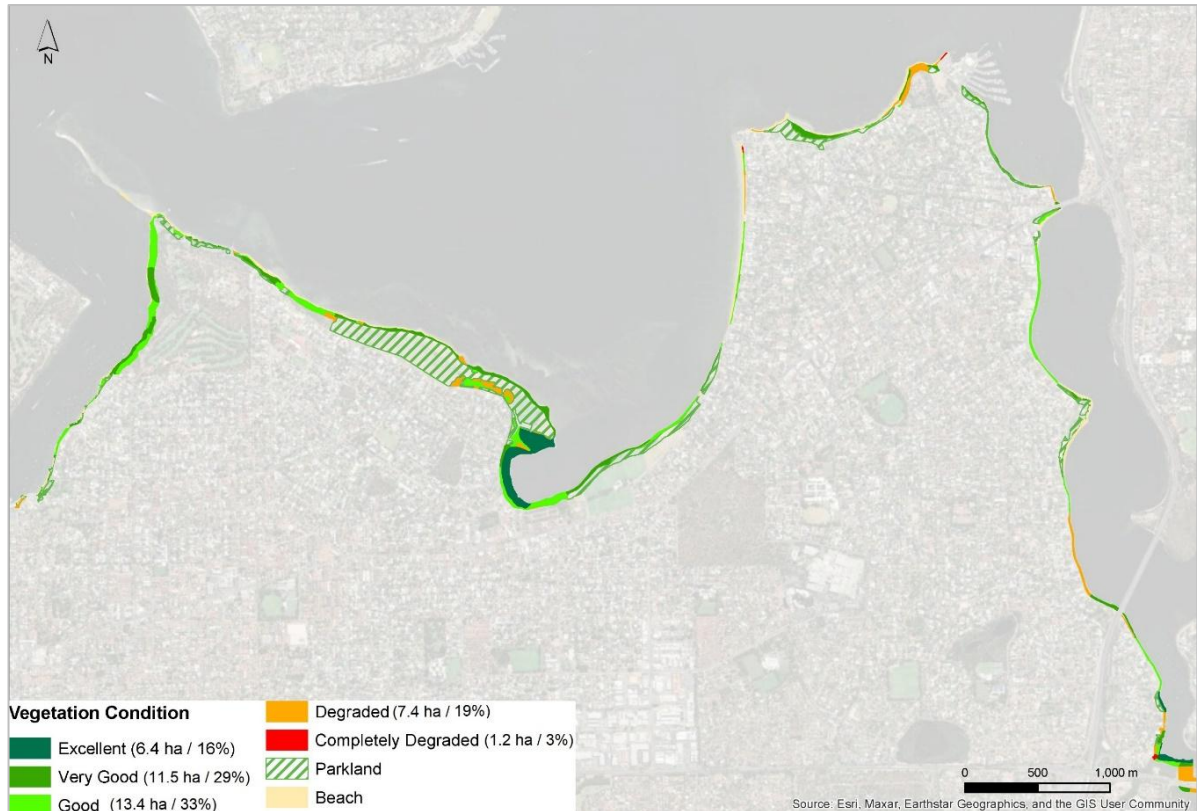 N
Vegetation Condition
Excellent (6.4 ha / 16%)
Very Good (11.5 ha / 29%)
Good (13.4 ha / 33%)
Degraded (7.4 ha / 19%)
Completely Degraded (1.2 ha / 3%)
Parkland
Beach
0 500 1,000 m
Source: Esri, Maxar, Earthstar Geographics, and the GIS User Community